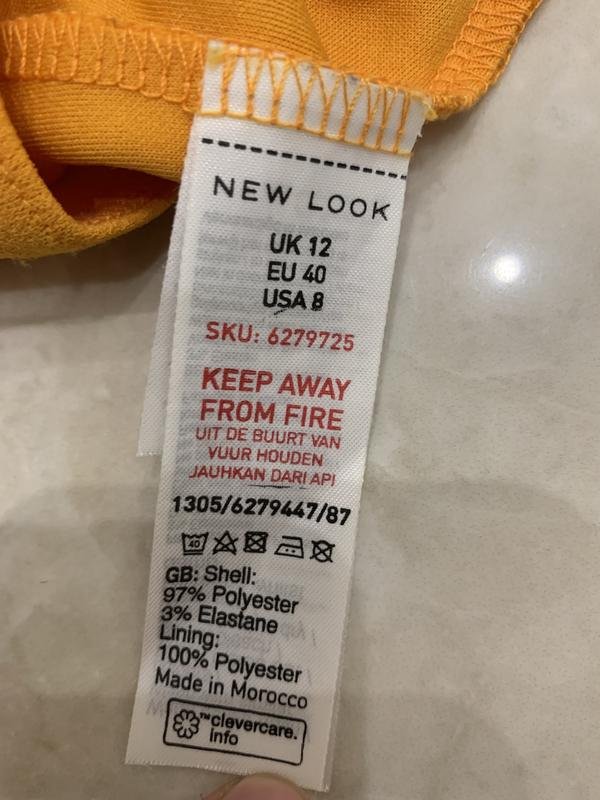 NEW LOOK
UK 12
EU 40
USA 8
SKU: 6279725
KEEP AWAY
FROM FIRE
UIT DE BUURT VAN
VUUR HOUDEN
JAUHKAN DARI API
1305/6279447/87
40
GB: Shell:
97% Polyester
3% Elastane
Lining:
100% Polyester
Made in Morocco
™clevercare.
info